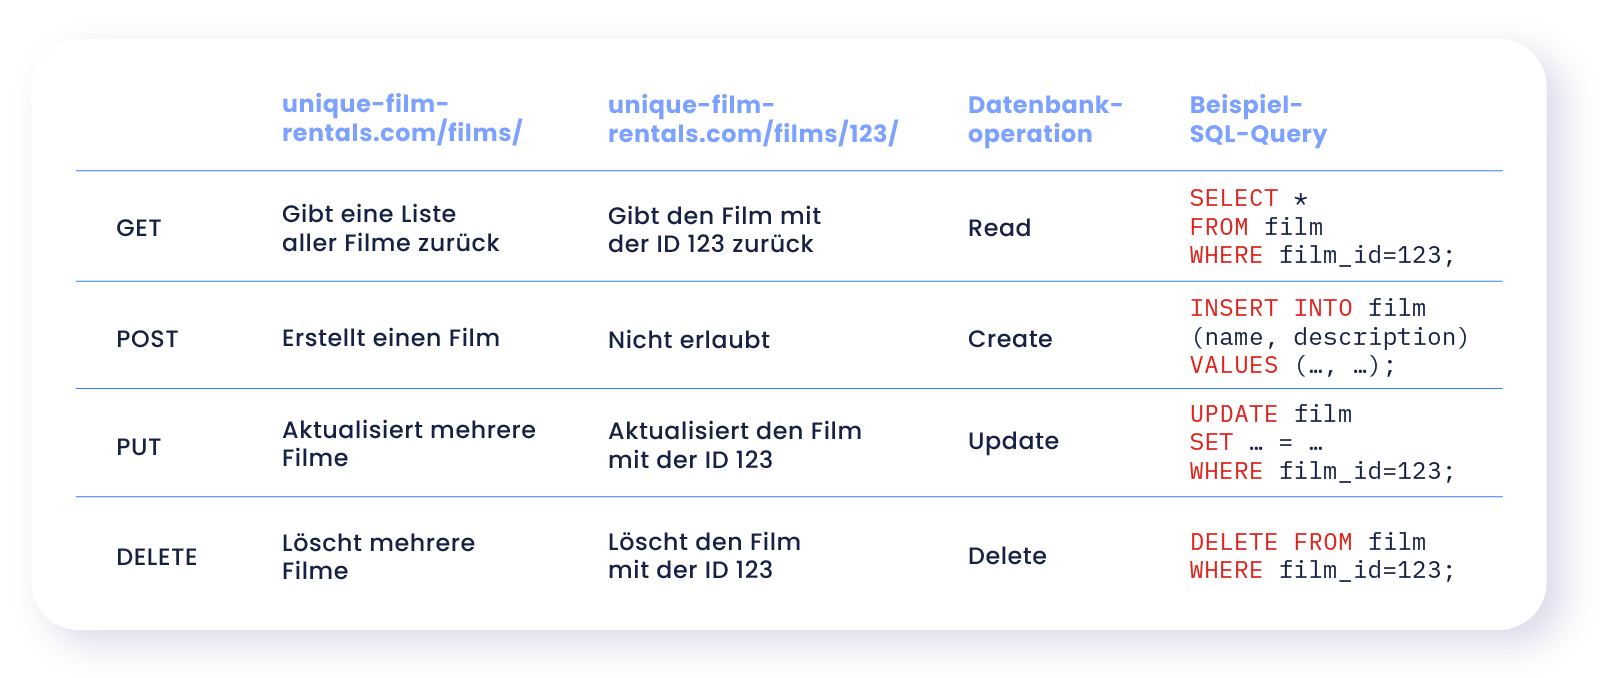 unique-film-
rentals.com/films/
unique-film-
rentals.com/films/123/
Datenbank-
operation
Beispiel-
SQL-Query
GET
Gibt eine Liste
aller Filme zurück
Gibt den Film mit
der ID 123 zurück
Read
SELECT *
FROM film
WHERE film_id=123;
POST
Erstellt einen Film
Nicht erlaubt
Create
INSERT INTO film
(name, description)
VALUES (…, …);
PUT
Aktualisiert mehrere
Filme
Aktualisiert den Film
mit der ID 123
Update
UPDATE film
SET … = …
WHERE film_id=123;
DELETE
Löscht mehrere
Filme
Löscht den Film
mit der ID 123
Delete
DELETE FROM film
WHERE film_id=123;